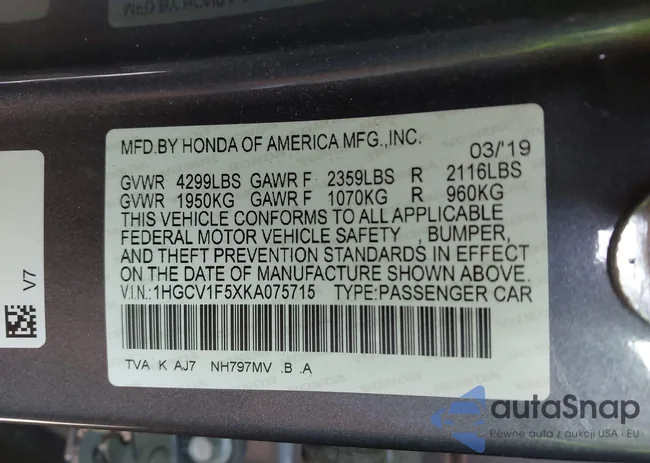 MFD.BY HONDA OF AMERICA MFG.,INC.
03/'19
GVWR 4299LBS GAWR F 2359LBS R 2116LBS
GVWR 1950KG GAWR F 1070KG R 960KG
THIS VEHICLE CONFORMS TO ALL APPLICABLE
FEDERAL MOTOR VEHICLE SAFETY , BUMPER,
AND THEFT PREVENTION STANDARDS IN EFFECT
ON THE DATE OF MANUFACTURE SHOWN ABOVE.
V.I.N.:1HGCV1F5XKA075715 TYPE:PASSENGER CAR
TVA K AJ7 NH797MV .B .A
V7
autaSnap
Pewne auta z aukcji USA i EU